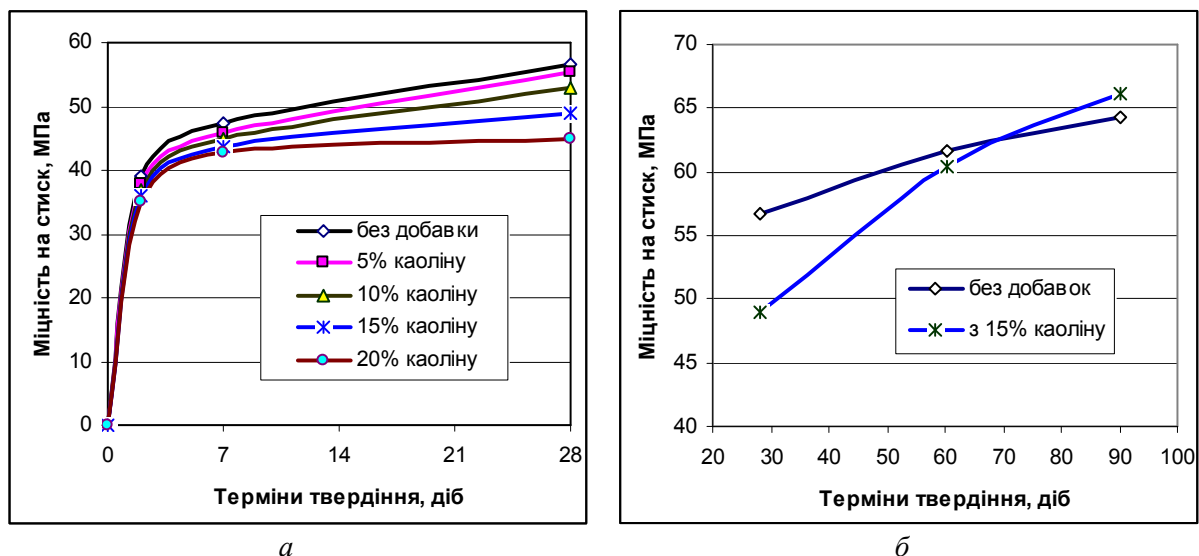 Міцність на стиск, МПа
60
50
40
30
20
10
0
0 7 14 21 28
Терміни твердіння, діб
без добавки
5% каоліну
10% каоліну
15% каоліну
20% каоліну
а
Міцність на стиск, МПа
70
65
60
55
50
45
40
20 30 40 50 60 70 80 90 100
Терміни твердіння, діб
без добавок
з 15% каоліну
б